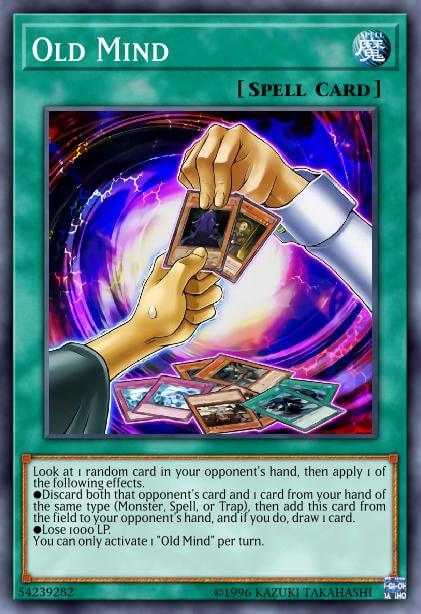 OLD MIND
SPELL
魔
[SPELL CARD]
Look at 1 random card in your opponent's hand, then apply 1 of
the following effects.
●Discard both that opponent's card and 1 card from your hand of
the same type (Monster, Spell, or Trap), then add this card from
the field to your opponent's hand, and if you do, draw 1 card.
●Lose 1000 LP.
You can only activate 1 "Old Mind" per turn.
54239282
©1996 KAZUKI TAKAHASHI